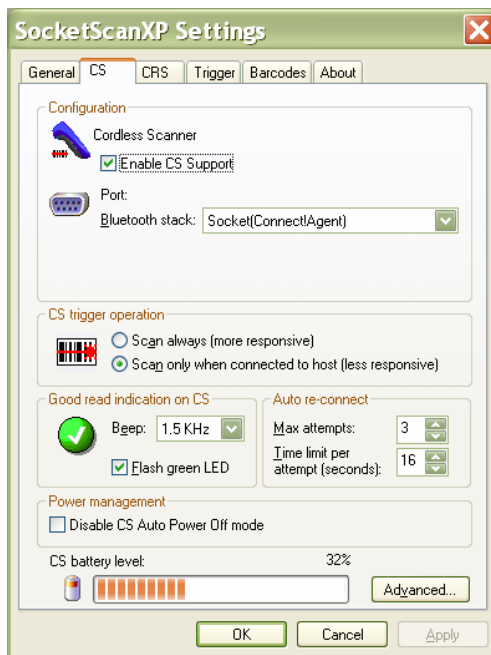 SocketScanXP Settings
General CS CRS Trigger Barcodes About
Configuration
Cordless Scanner
Enable CS Support
Port:
Bluetooth stack: Socket(Connect!Agent)
CS trigger operation
Scan always (more responsive)
Scan only when connected to host (less responsive)
Good read indication on CS
Beep: 1.5 KHz
Flash green LED
Auto re-connect
Max attempts: 3
Time limit per
attempt (seconds): 16
Power management
Disable CS Auto Power Off mode
CS battery level: 32%
Advanced...
OK Cancel Apply